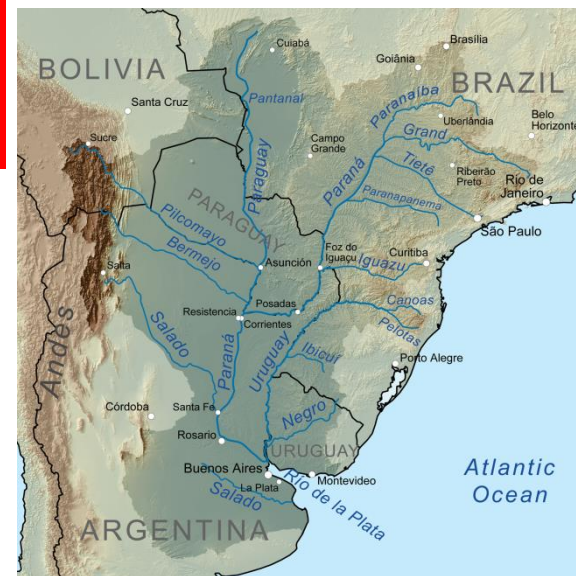 Brasília
Cuiabá
Goiânia
BOLIVIA
BRAZIL
Pantanal
Paranaíba
Santa Cruz
Uberlândia
Belo
Horizonte
Grand
Sucre
Campo
Grande
Paraguay
Paraná
Tieté
Ribeirão
Preto
Rio de
Janeiro
PARAGUAY
Paranapanema
Pilcomayo
São Paulo
Bermejo
Foz do
Iguaçu
Curitiba
Asunción
Iguazu
Salta
Posadas
Canoas
Resistencia
Corrientes
Pelotas
Andes
Salado
Paraná
Uruguay
Ibicuí
Porto Alegre
Córdoba
Santa Fe
Negro
Rosario
URUGUAY
Buenos Aires
Atlantic
Ocean
La Plata
Montevideo
Salado
Río de la Plata
ARGENTINA